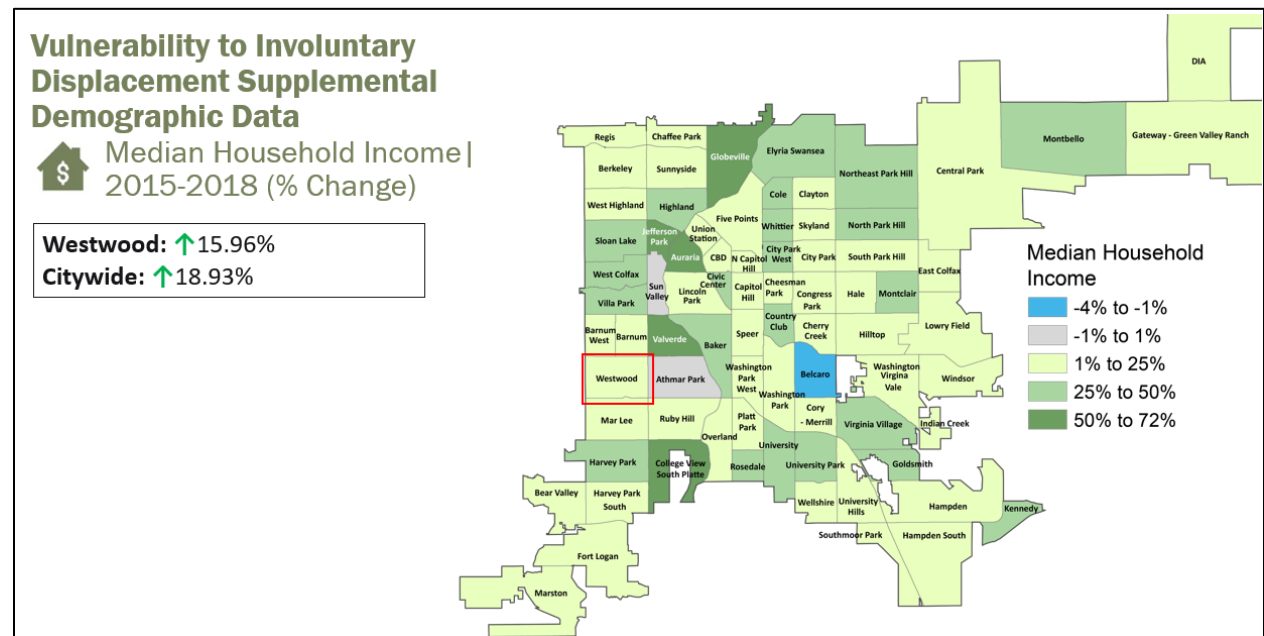 Vulnerability to Involuntary
Displacement Supplemental
Demographic Data
$
Median Household Income|
2015-2018 (% Change)
Westwood: ↑15.96%
Citywide: ↑18.93%
DIA
Regis
Chaffee Park
Globeville
Elyria Swansea
Montbello
Gateway - Green Valley Ranch
Berkeley
Sunnyside
Northeast Park Hill
Central Park
West Highland
Highland
Cole
Clayton
Five Points
Sloan Lake
Jefferson
Park
Union
Station
Whittier
Skyland
North Park Hill
Auraria
CBD
N Capitol
Hill
City Park
West
City Park
South Park Hill
East Colfax
West Colfax
Sun
Valley
Lincoln
Park
Civic
Center
Capitol
Hill
Cheesman
Park
Congress
Park
Hale
Montclair
Villa Park
Country
Club
Cherry
Creek
Hilltop
Lowry Field
Barnum
West
Barnum
Valverde
Baker
Speer
Westwood
Athmar Park
Washington
Park
West
Washington
Park
Belcaro
Washington
Virgina
Vale
Windsor
Mar Lee
Ruby Hill
Overland
Platt
Park
Cory
- Merrill
Virginia Village
Indian Creek
Harvey Park
College View
South Platte
Rosedale
University
University Park
Goldsmith
Bear Valley
Harvey Park
South
Wellshire
University
Hills
Hampden
Kennedy
Southmoor Park
Hampden South
Fort Logan
Marston
Median Household
Income
-4% to -1%
-1% to 1%
1% to 25%
25% to 50%
50% to 72%